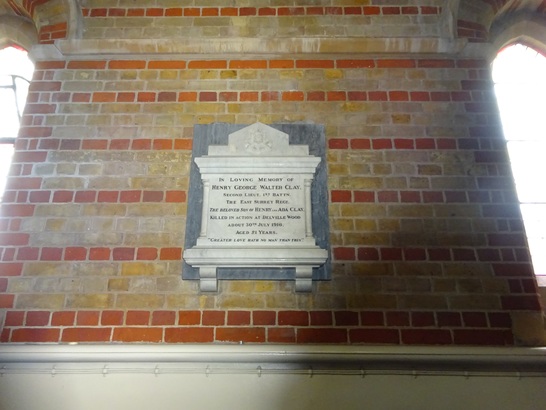 IN LOVING MEMORY OF
HENRY GEORGE WALTER CLAY,
SECOND LIEUT. 1ST BATTN.
THE EAST SURREY REGT.
THE BELOVED SON OF HENRY AND ADA CLAY,
KILLED IN ACTION AT DELVILLE WOOD
ABOUT 30TH JULY 1916.
AGED 21 YEARS.
"GREATER LOVE HATH NO MAN THAN THIS."